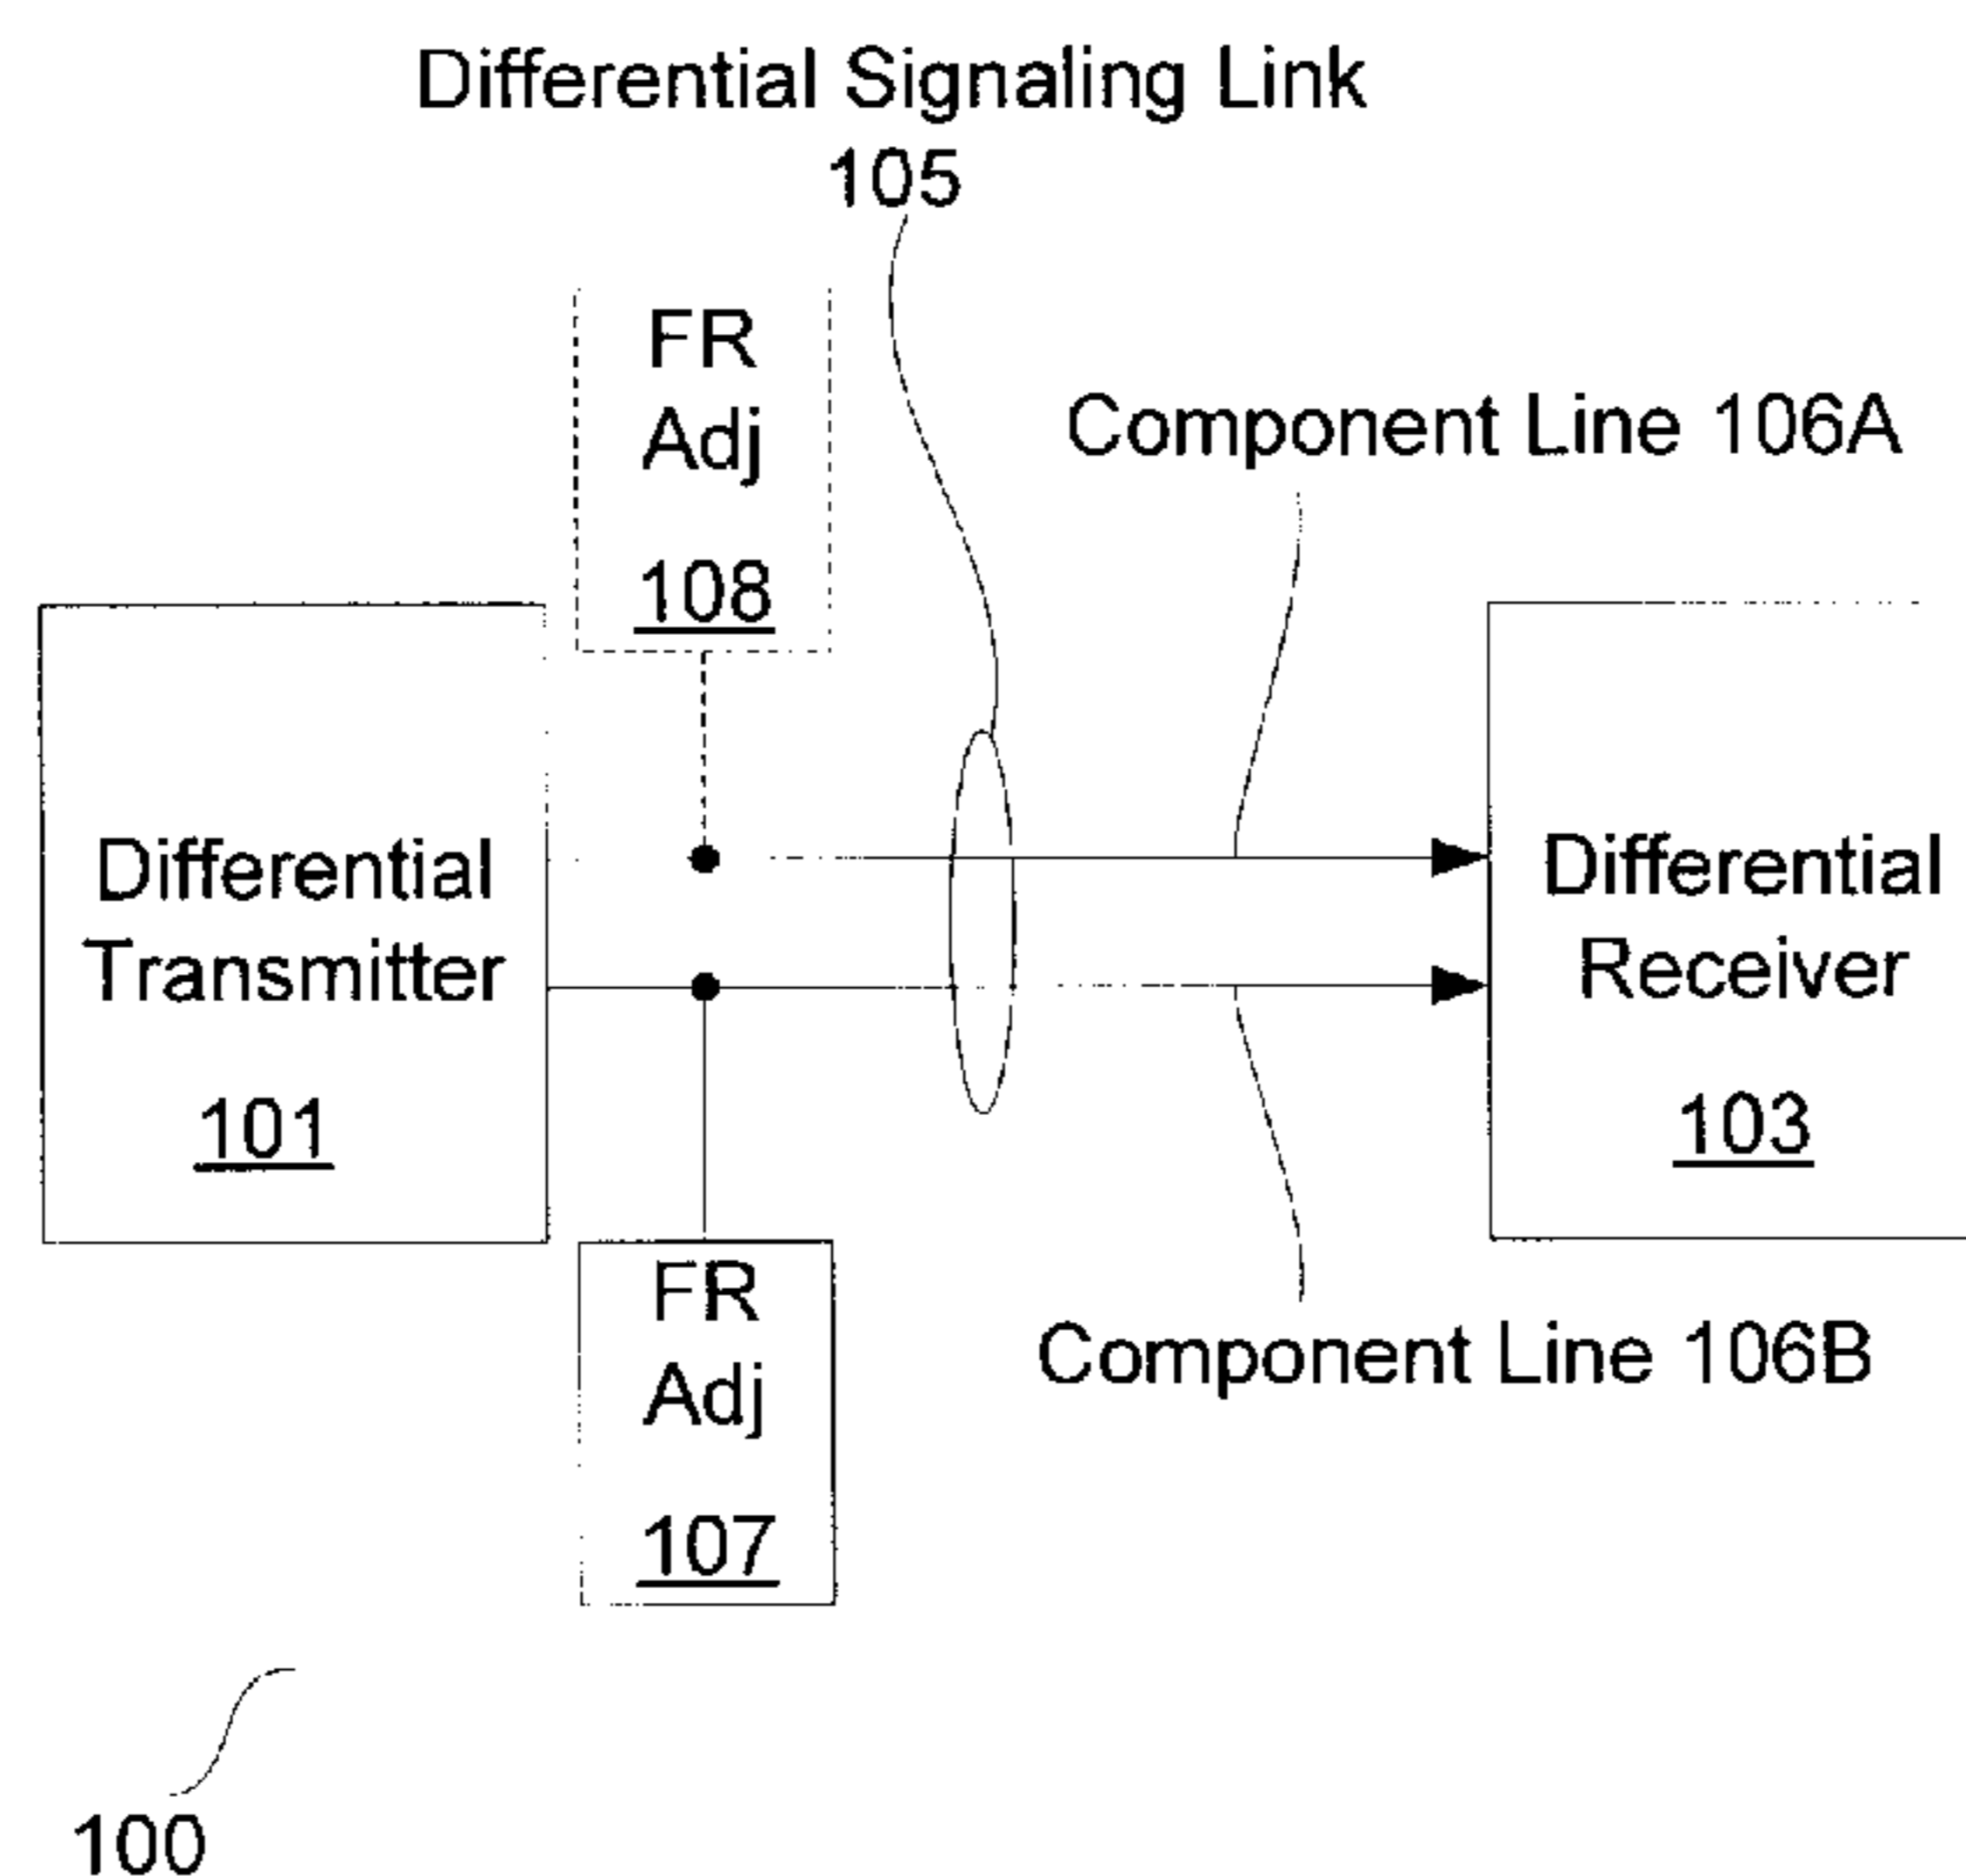 Differential Signaling Link
105
FR
Adj
108
Component Line 106A
Differential
Transmitter
101
Differential
Receiver
103
FR
Adj
107
Component Line 106B
100